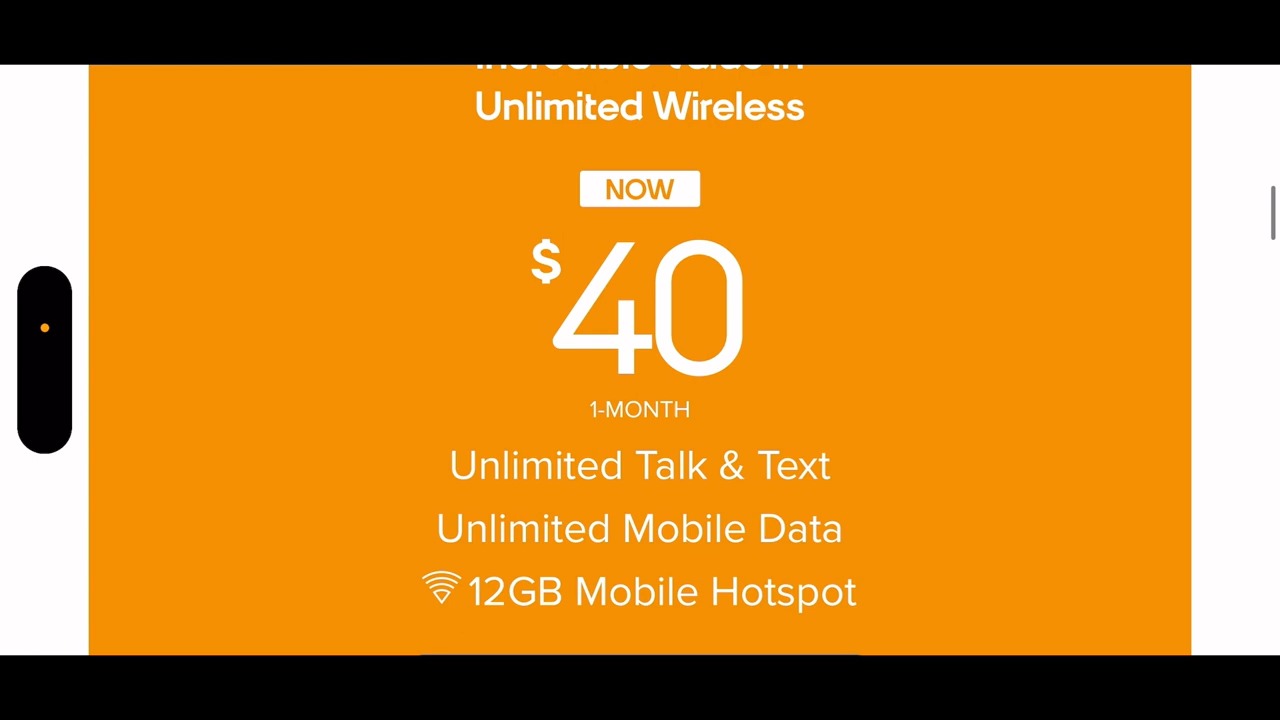 Unlimited Wireless
NOW
$40
1-MONTH
Unlimited Talk & Text
Unlimited Mobile Data
12GB Mobile Hotspot